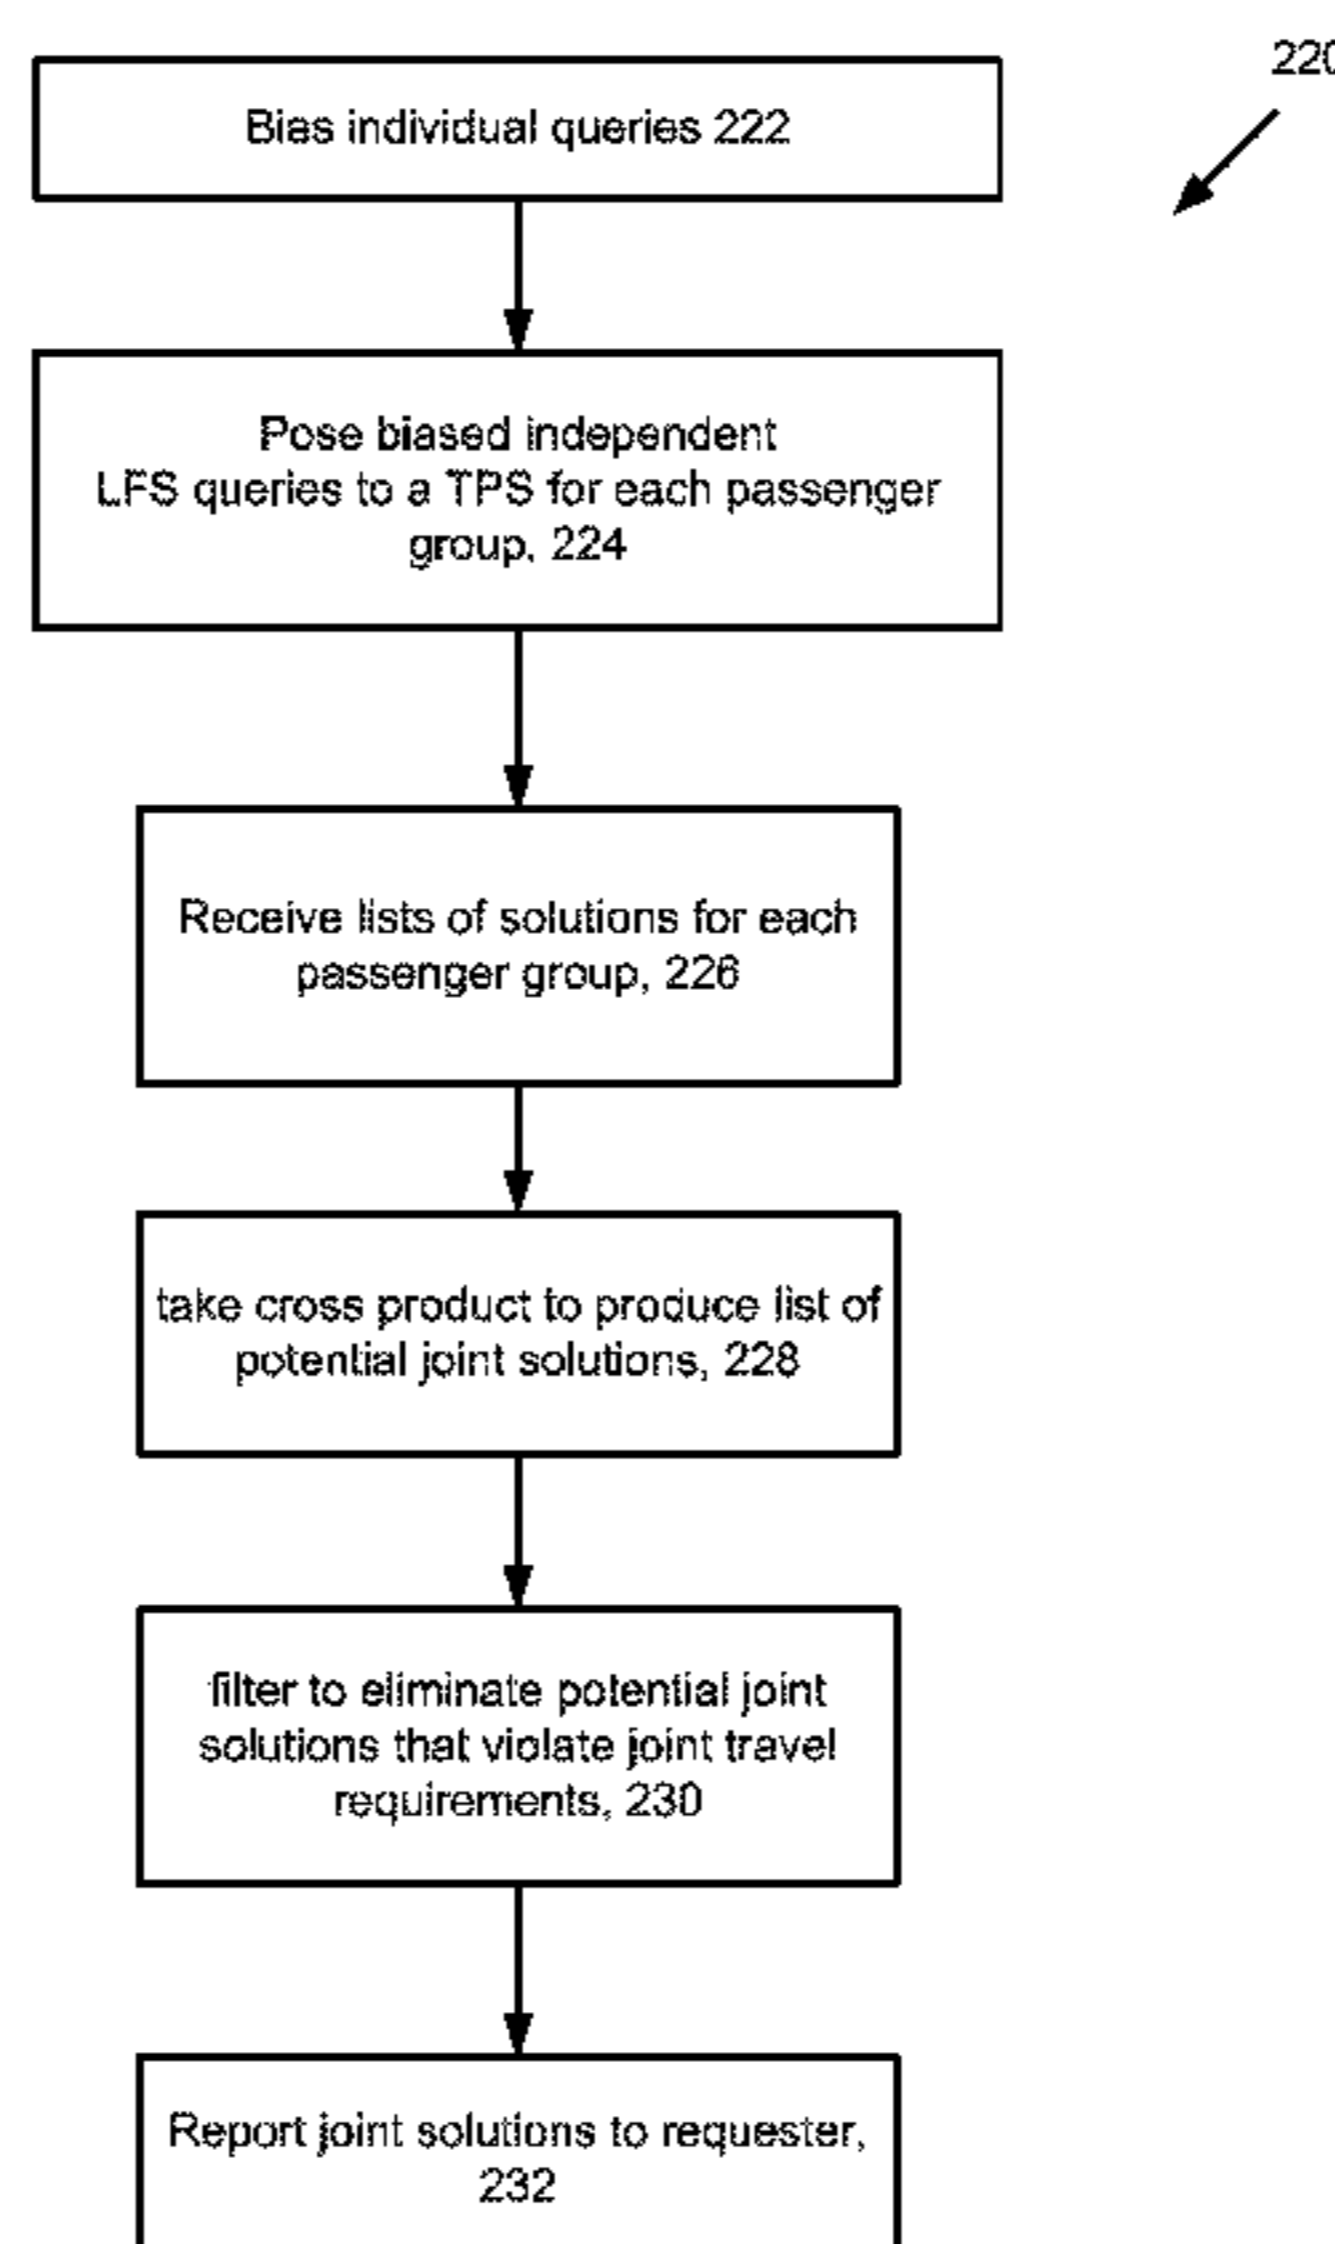 220
Bias individual queries 222
Pose biased independent
LFS queries to a TPS for each passenger
group, 224
Receive lists of solutions for each
passenger group, 226
take cross product to produce list of
potential joint solutions, 228
filter to eliminate potential joint
solutions that violate joint travel
requirements, 230
Report joint solutions to requester,
232